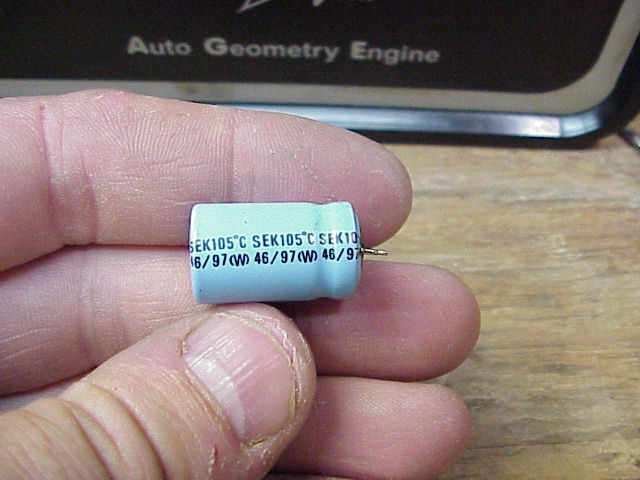 Auto Geometry Engine
SEK105°C SEK105°C SEK10
46/97(W) 46/97(W) 46/97